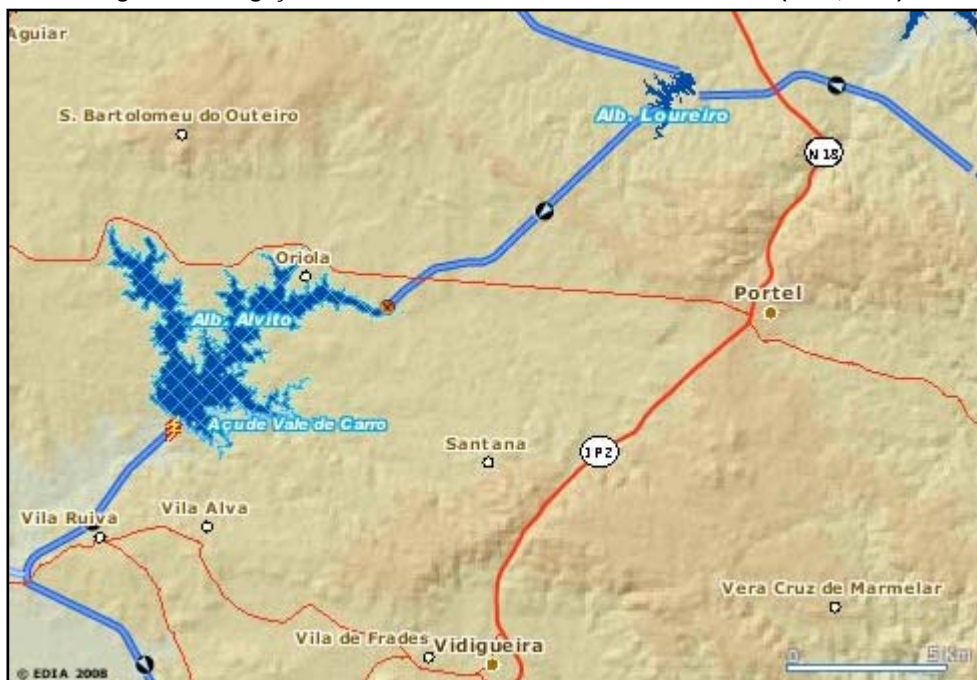 Aguiar
S. Bartolomeu do Outeiro
Alb. Loureiro
N 18
Oriola
Portel
Alb. Alvito
Açude Vale de Carro
Santana
I P 2
Vila Alva
Vila Ruiva
Vera Cruz de Marmelar
Vila de Frades
Vidigueira
0 5 Km
© EDIA 2008